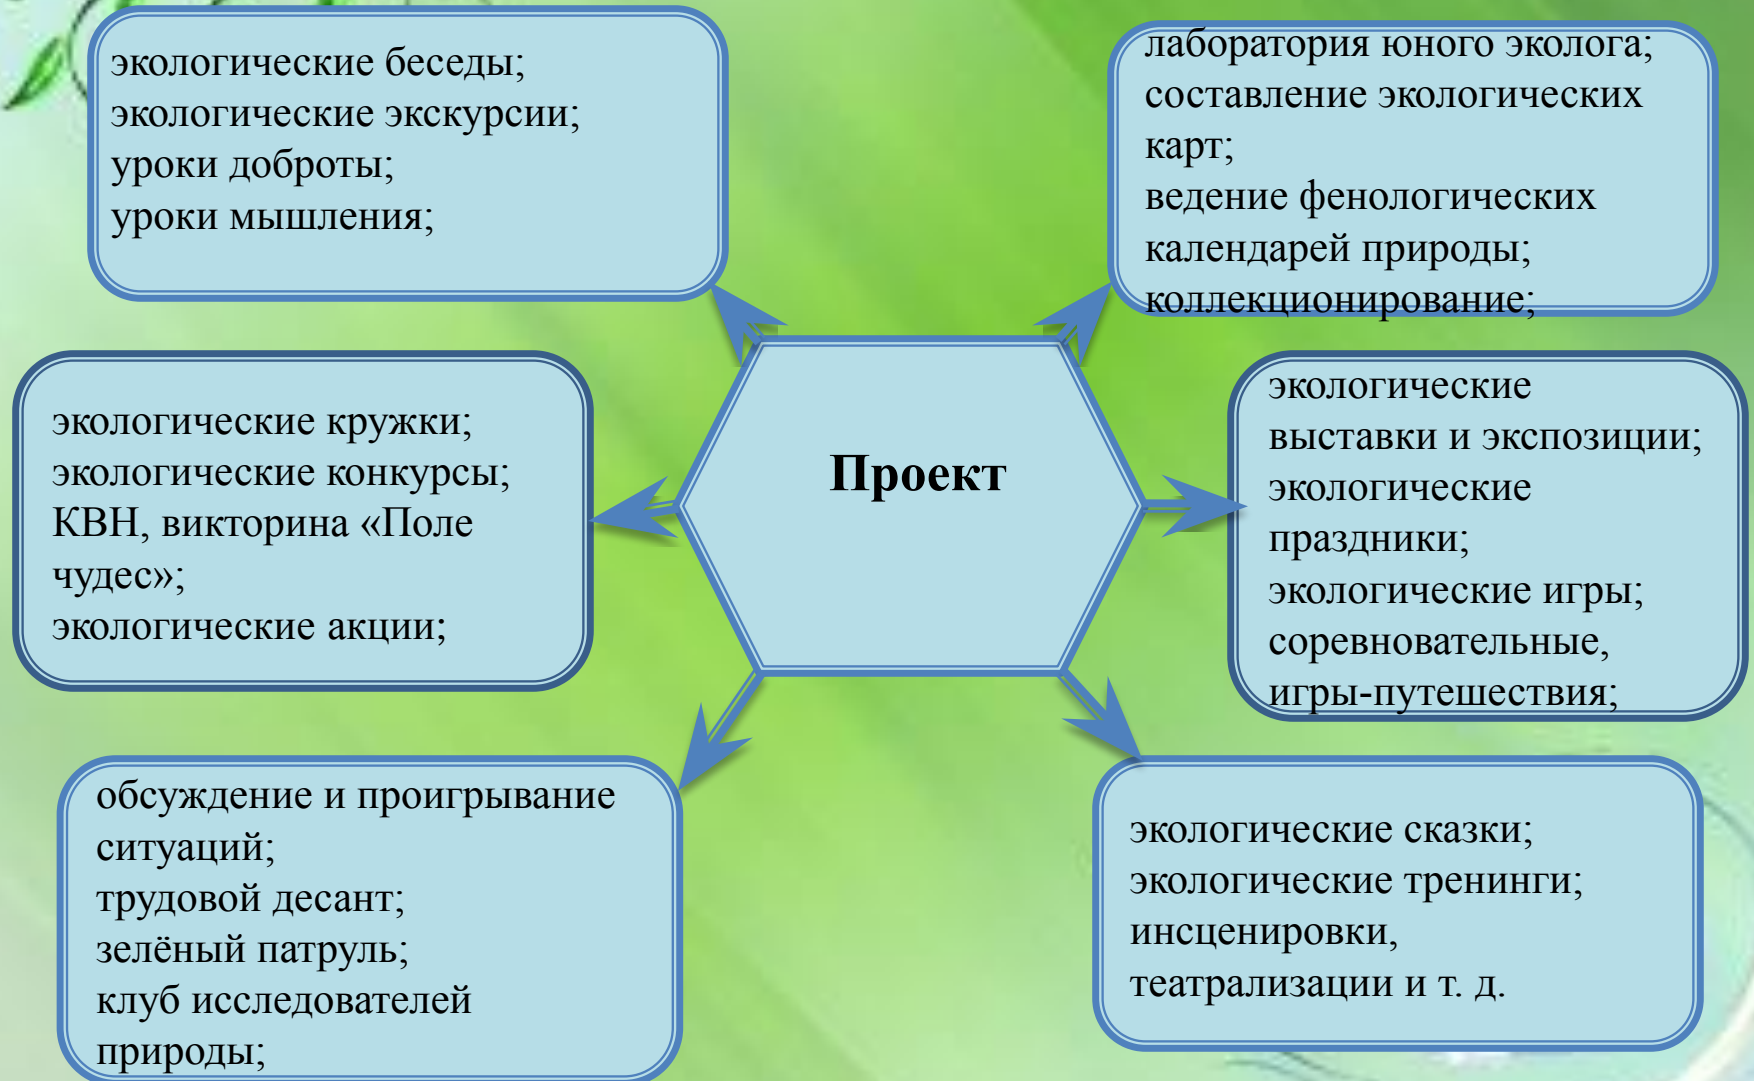 экологические беседы;
экологические экскурсии;
уроки доброты;
уроки мышления;
лаборатория юного эколога;
составление экологических
карт;
ведение фенологических
календарей природы;
коллекционирование;
экологические кружки;
экологические конкурсы;
КВН, викторина «Поле
чудес»;
экологические акции;
Проект
экологические
выставки и экспозиции;
экологические
праздники;
экологические игры;
соревновательные,
игры-путешествия;
обсуждение и проигрывание
ситуаций;
трудовой десант;
зелёный патруль;
клуб исследователей
природы;
экологические сказки;
экологические тренинги;
инсценировки,
театрализации и т. д.